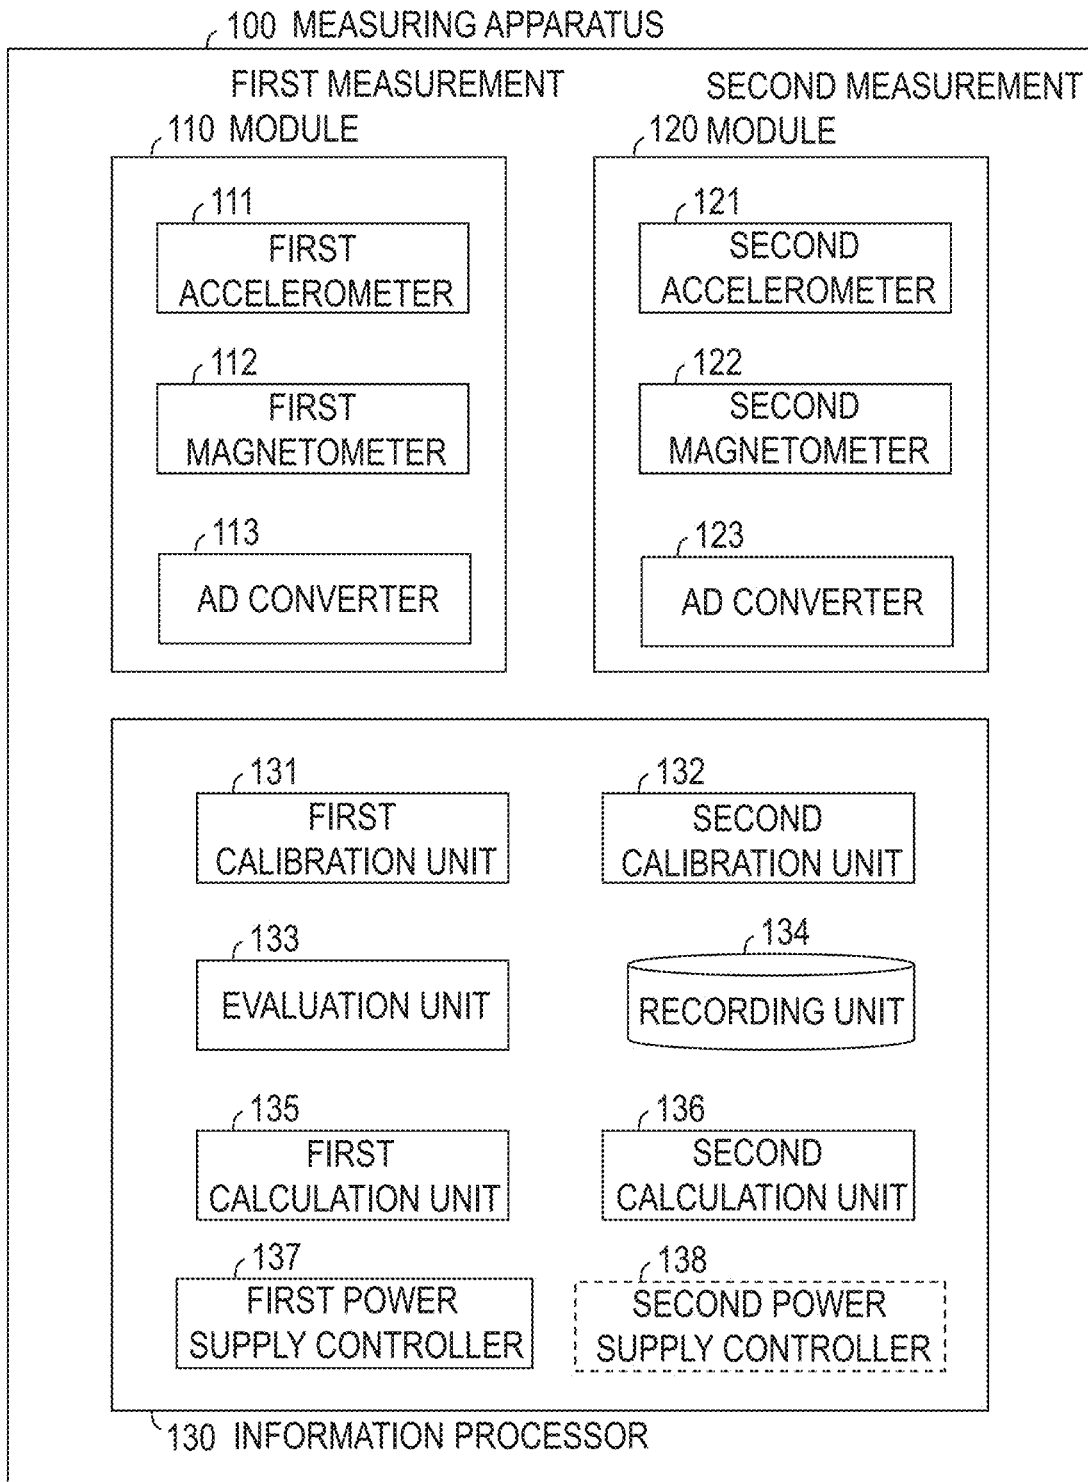 100 MEASURING APPARATUS
FIRST MEASUREMENT
110 MODULE
SECOND MEASUREMENT
120 MODULE
111
FIRST
ACCELEROMETER
112
FIRST
MAGNETOMETER
113
AD CONVERTER
121
SECOND
ACCELEROMETER
122
SECOND
MAGNETOMETER
123
AD CONVERTER
131
FIRST
CALIBRATION UNIT
132
SECOND
CALIBRATION UNIT
133
EVALUATION UNIT
134
RECORDING UNIT
135
FIRST
CALCULATION UNIT
136
SECOND
CALCULATION UNIT
137
FIRST POWER
SUPPLY CONTROLLER
138
SECOND POWER
SUPPLY CONTROLLER
130 INFORMATION PROCESSOR